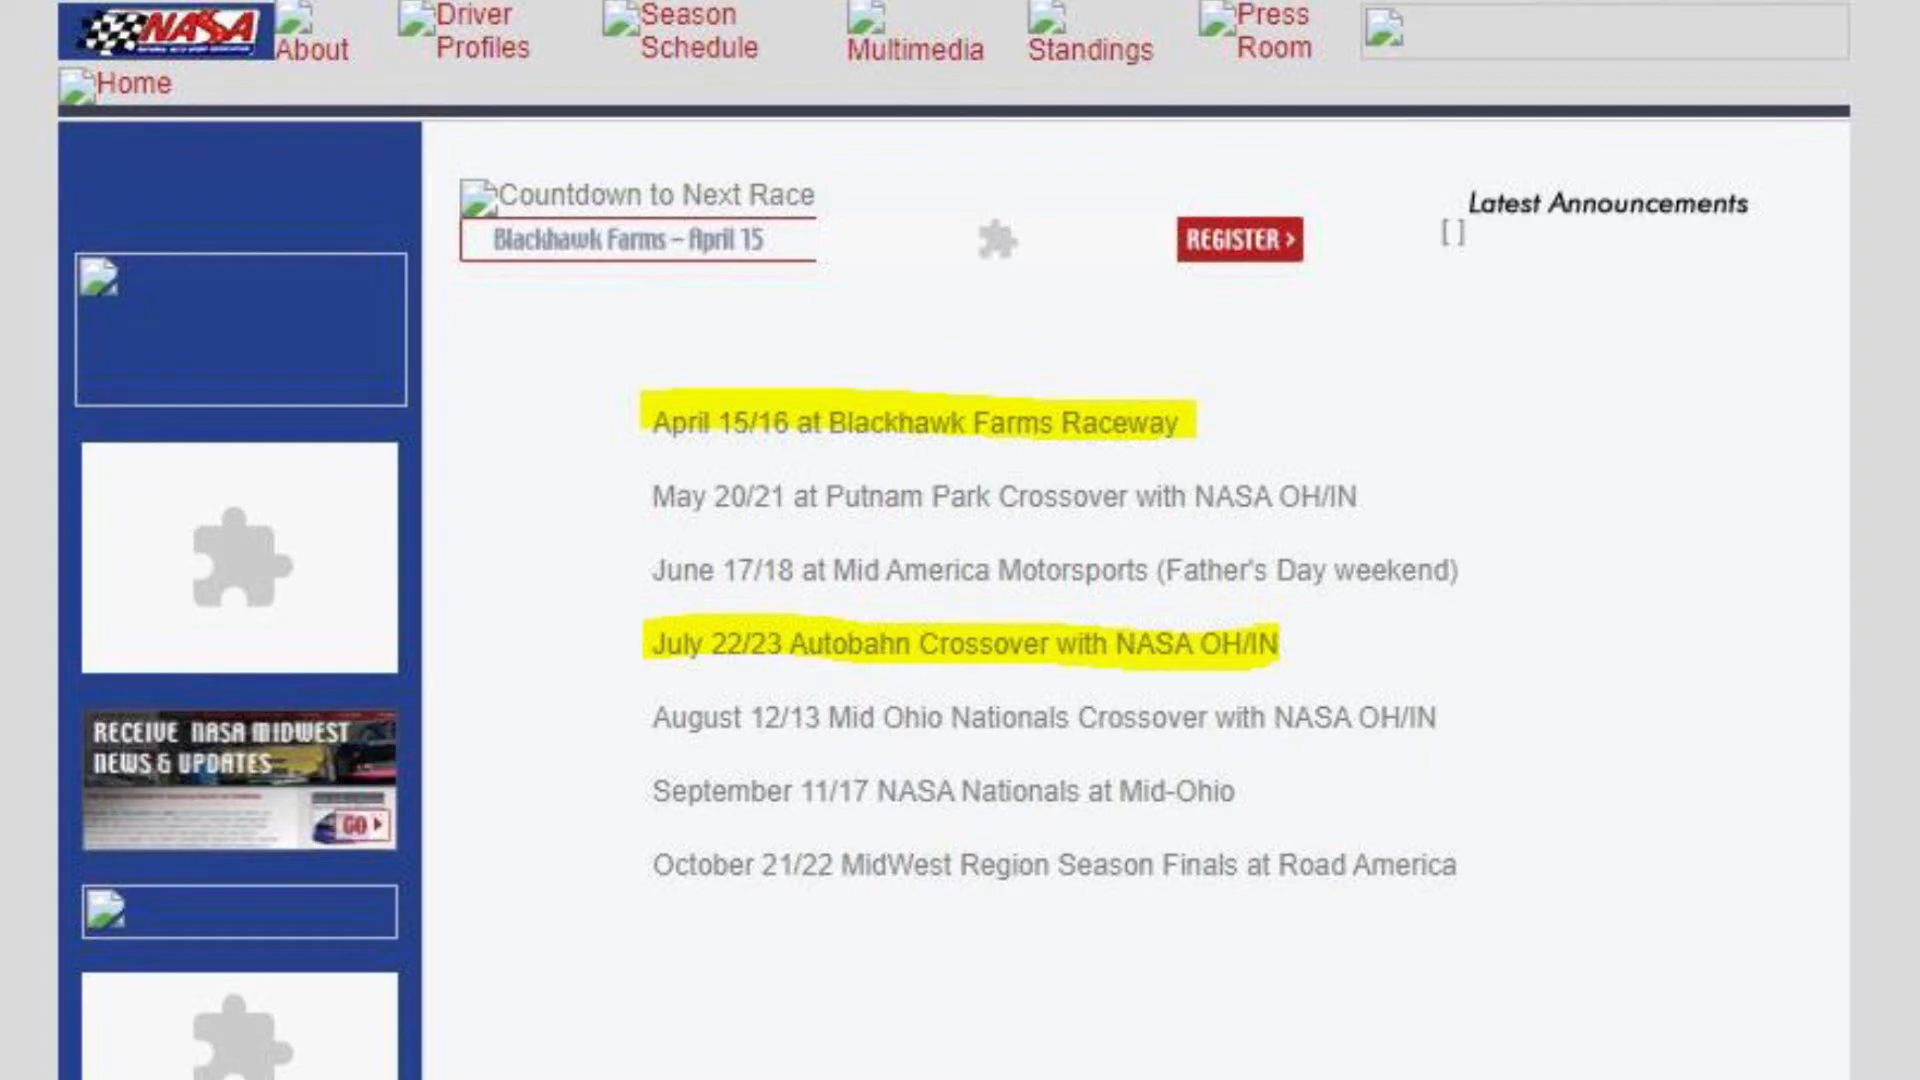 NASA
About
Driver
Profiles
Season
Schedule
Multimedia
Standings
Press
Room
Home
Countdown to Next Race
Blackhawk Farms – April 15
REGISTER >
Latest Announcements
[ ]
April 15/16 at Blackhawk Farms Raceway
May 20/21 at Putnam Park Crossover with NASA OH/IN
June 17/18 at Mid America Motorsports (Father's Day weekend)
July 22/23 Autobahn Crossover with NASA OH/IN
August 12/13 Mid Ohio Nationals Crossover with NASA OH/IN
September 11/17 NASA Nationals at Mid-Ohio
October 21/22 MidWest Region Season Finals at Road America
RECEIVE NASA MIDWEST
NEWS & UPDATES
GO